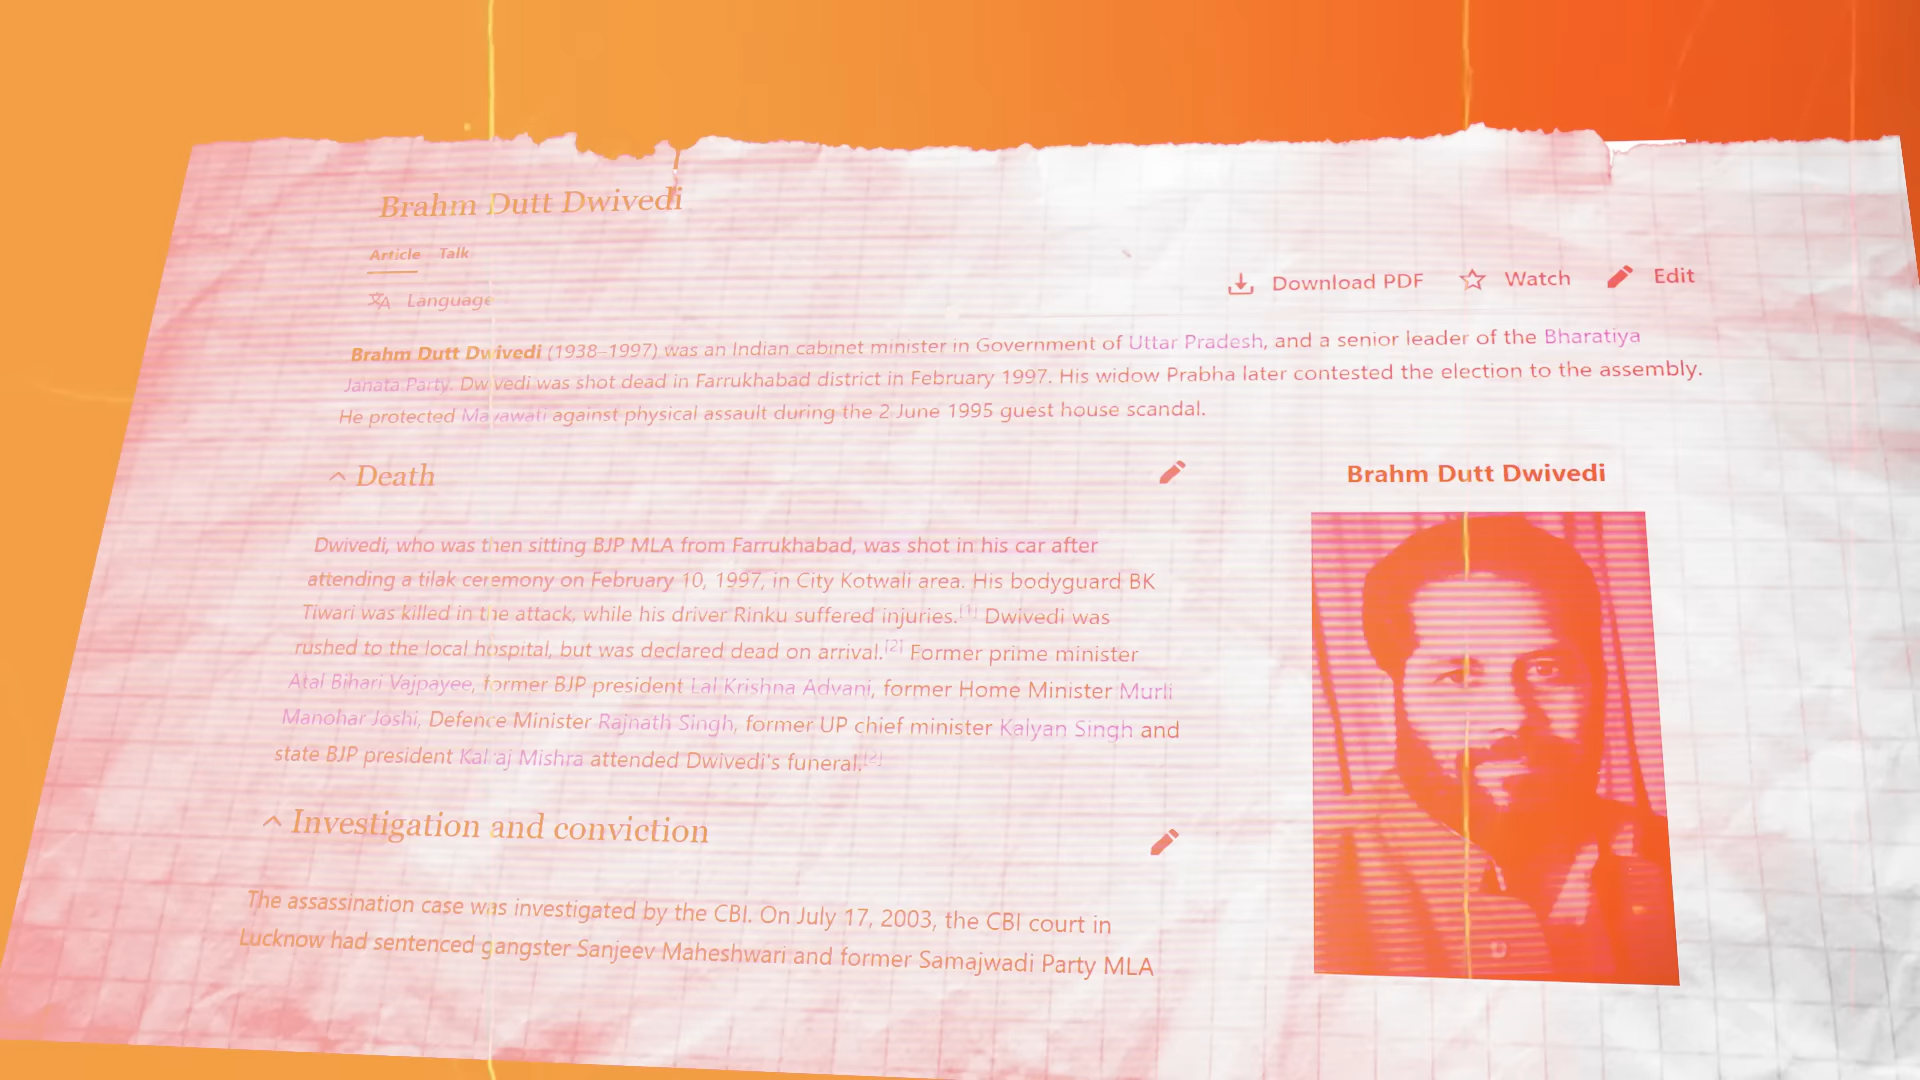 Brahm Dutt Dwivedi
Article Talk
Language
Download PDF Watch Edit
Brahm Dutt Dwivedi (1938–1997) was an Indian cabinet minister in Government of Uttar Pradesh, and a senior leader of the Bharatiya
Janata Party. Dwivedi was shot dead in Farrukhabad district in February 1997. His widow Prabha later contested the election to the assembly.
He protected Mayawati against physical assault during the 2 June 1995 guest house scandal.
Death
Brahm Dutt Dwivedi
Dwivedi, who was then sitting BJP MLA from Farrukhabad, was shot in his car after
attending a tilak ceremony on February 10, 1997, in City Kotwali area. His bodyguard BK
Tiwari was killed in the attack, while his driver Rinku suffered injuries.[1] Dwivedi was
rushed to the local hospital, but was declared dead on arrival.[2] Former prime minister
Atal Bihari Vajpayee, former BJP president Lal Krishna Advani, former Home Minister Murli
Manohar Joshi, Defence Minister Rajnath Singh, former UP chief minister Kalyan Singh and
state BJP president Kalraj Mishra attended Dwivedi's funeral.[2]
Investigation and conviction
The assassination case was investigated by the CBI. On July 17, 2003, the CBI court in
Lucknow had sentenced gangster Sanjeev Maheshwari and former Samajwadi Party MLA